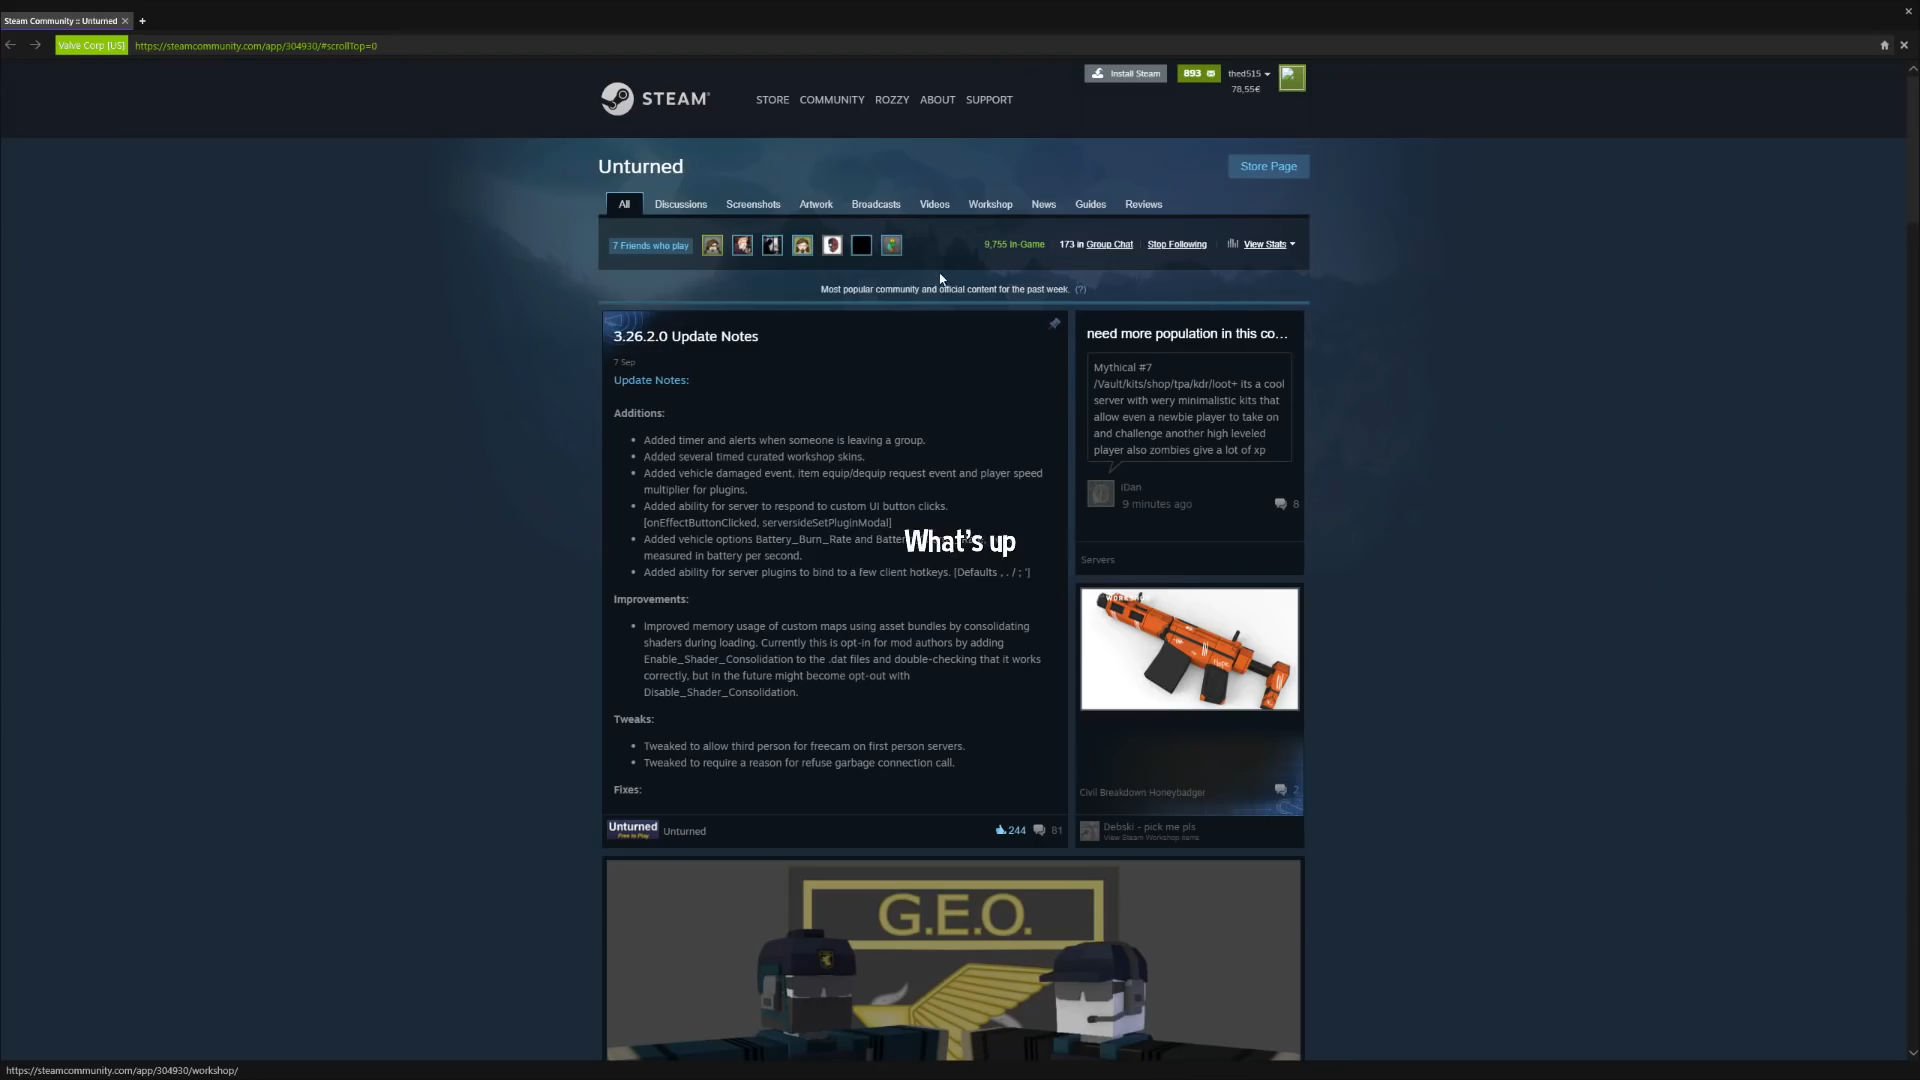 Steam Community :: Unturned
Valve Corp [US] https://steamcommunity.com/app/304930/#scrollTop=0
Install Steam 893 thed515
78,55€
STEAM STORE COMMUNITY ROZZY ABOUT SUPPORT
Unturned Store Page
All Discussions Screenshots Artwork Broadcasts Videos Workshop News Guides Reviews
7 Friends who play 9,755 In-Game 173 in Group Chat Stop Following View Stats
Most popular community and official content for the past week. (?)
3.26.2.0 Update Notes
7 Sep
Update Notes:
Additions:
Added timer and alerts when someone is leaving a group.
Added several timed curated workshop skins.
Added vehicle damaged event, item equip/dequip request event and player speed
multiplier for plugins.
Added ability for server to respond to custom UI button clicks.
[onEffectButtonClicked, serversideSetPluginModal]
Added vehicle options Battery_Burn_Rate and Batter
measured in battery per second.
Added ability for server plugins to bind to a few client hotkeys. [Defaults , . / ; ']
What's up
Improvements:
Improved memory usage of custom maps using asset bundles by consolidating
shaders during loading. Currently this is opt-in for mod authors by adding
Enable_Shader_Consolidation to the .dat files and double-checking that it works
correctly, but in the future might become opt-out with
Disable_Shader_Consolidation.
Tweaks:
Tweaked to allow third person for freecam on first person servers.
Tweaked to require a reason for refuse garbage connection call.
Fixes:
Unturned
Free to Play
Unturned 244 81
need more population in this co...
Mythical #7
/Vault/kits/shop/tpa/kdr/loot+ its a cool
server with wery minimalistic kits that
allow even a newbie player to take on
and challenge another high leveled
player also zombies give a lot of xp
iDan
9 minutes ago 8
Servers
Civil Breakdown Honeybadger 2
Debski - pick me pls
View Steam Workshop items
G.E.O.
https://steamcommunity.com/app/304930/workshop/